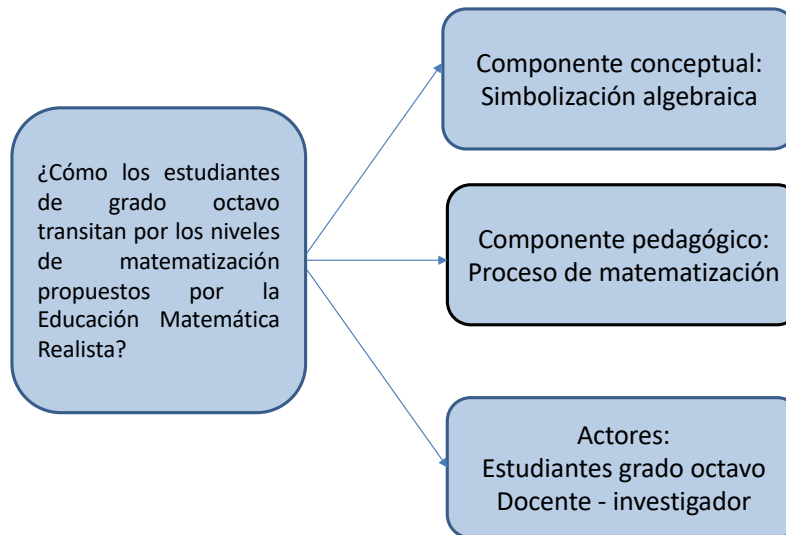 ¿Cómo los estudiantes
de grado octavo
transitan por los niveles
de matematización
propuestos por la
Educación Matemática
Realista?
Componente conceptual:
Simbolización algebraica
Componente pedagógico:
Proceso de matematización
Actores:
Estudiantes grado octavo
Docente - investigador